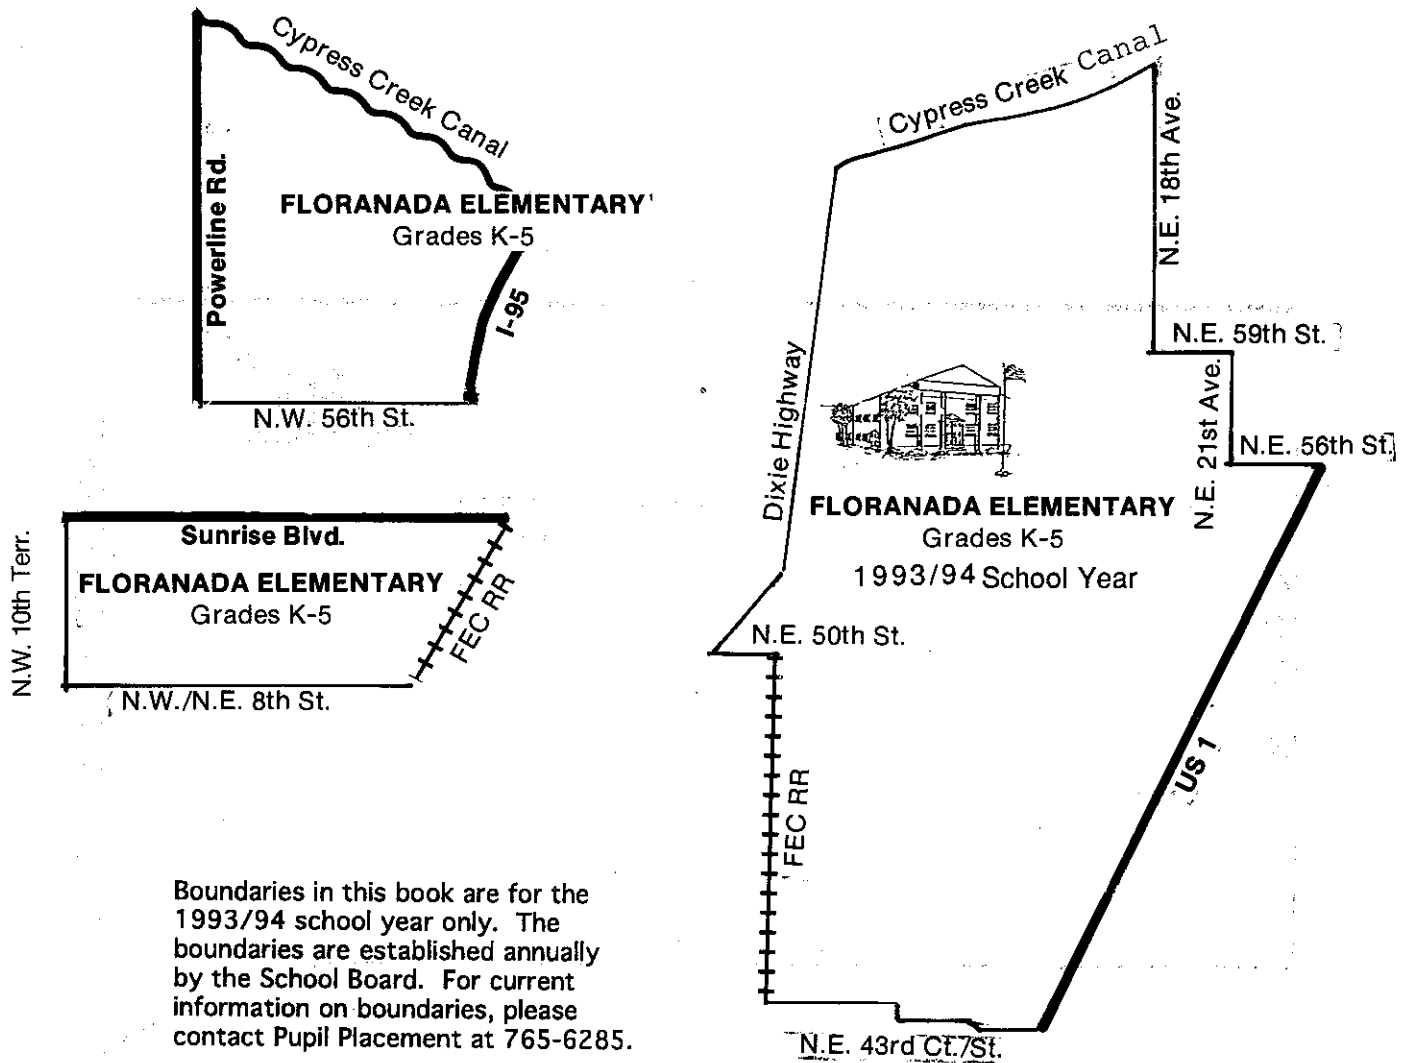 Cypress Creek Canal
Powerline Rd.
FLORANADA ELEMENTARY
Grades K-5
I-95
N.W. 56th St.
Sunrise Blvd.
N.W. 10th Terr.
FLORANADA ELEMENTARY
Grades K-5
FEC RR
N.W./N.E. 8th St.
Boundaries in this book are for the
1993/94 school year only. The
boundaries are established annually
by the School Board. For current
information on boundaries, please
contact Pupil Placement at 765-6285.
Cypress Creek Canal
N.E. 18th Ave.
N.E. 59th St.
Dixie Highway
N.E. 21st Ave.
N.E. 56th St.
FLORANADA ELEMENTARY
Grades K-5
1993/94 School Year
N.E. 50th St.
FEC RR
US 1
N.E. 43rd Ct./St.